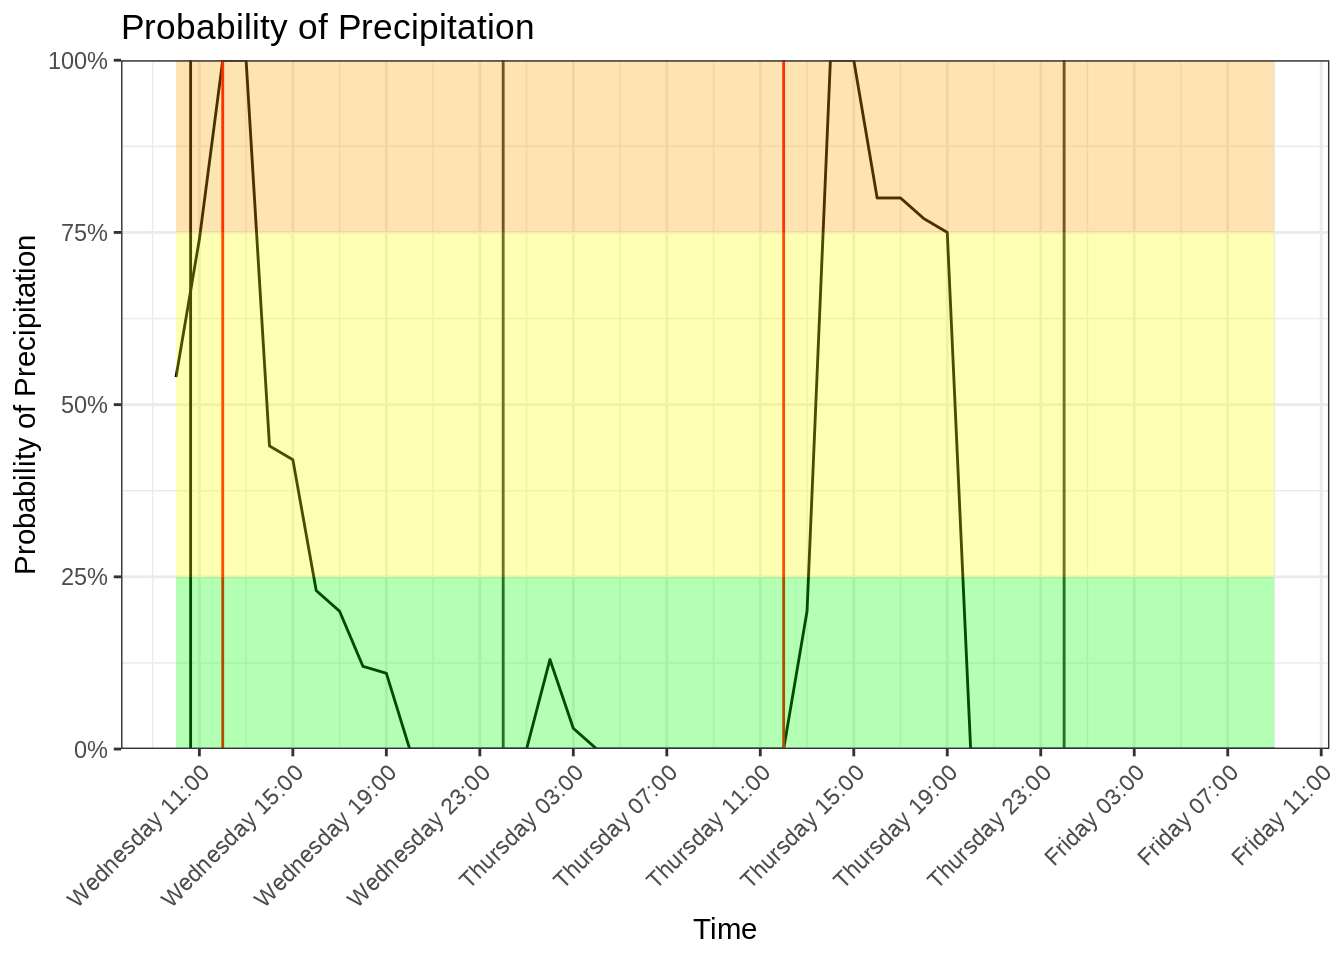 Probability of Precipitation
Probability of Precipitation
100%
75%
50%
25%
0%
Wednesday 11:00
Wednesday 15:00
Wednesday 19:00
Wednesday 23:00
Thursday 03:00
Thursday 07:00
Thursday 11:00
Thursday 15:00
Thursday 19:00
Thursday 23:00
Friday 03:00
Friday 07:00
Friday 11:00
Time